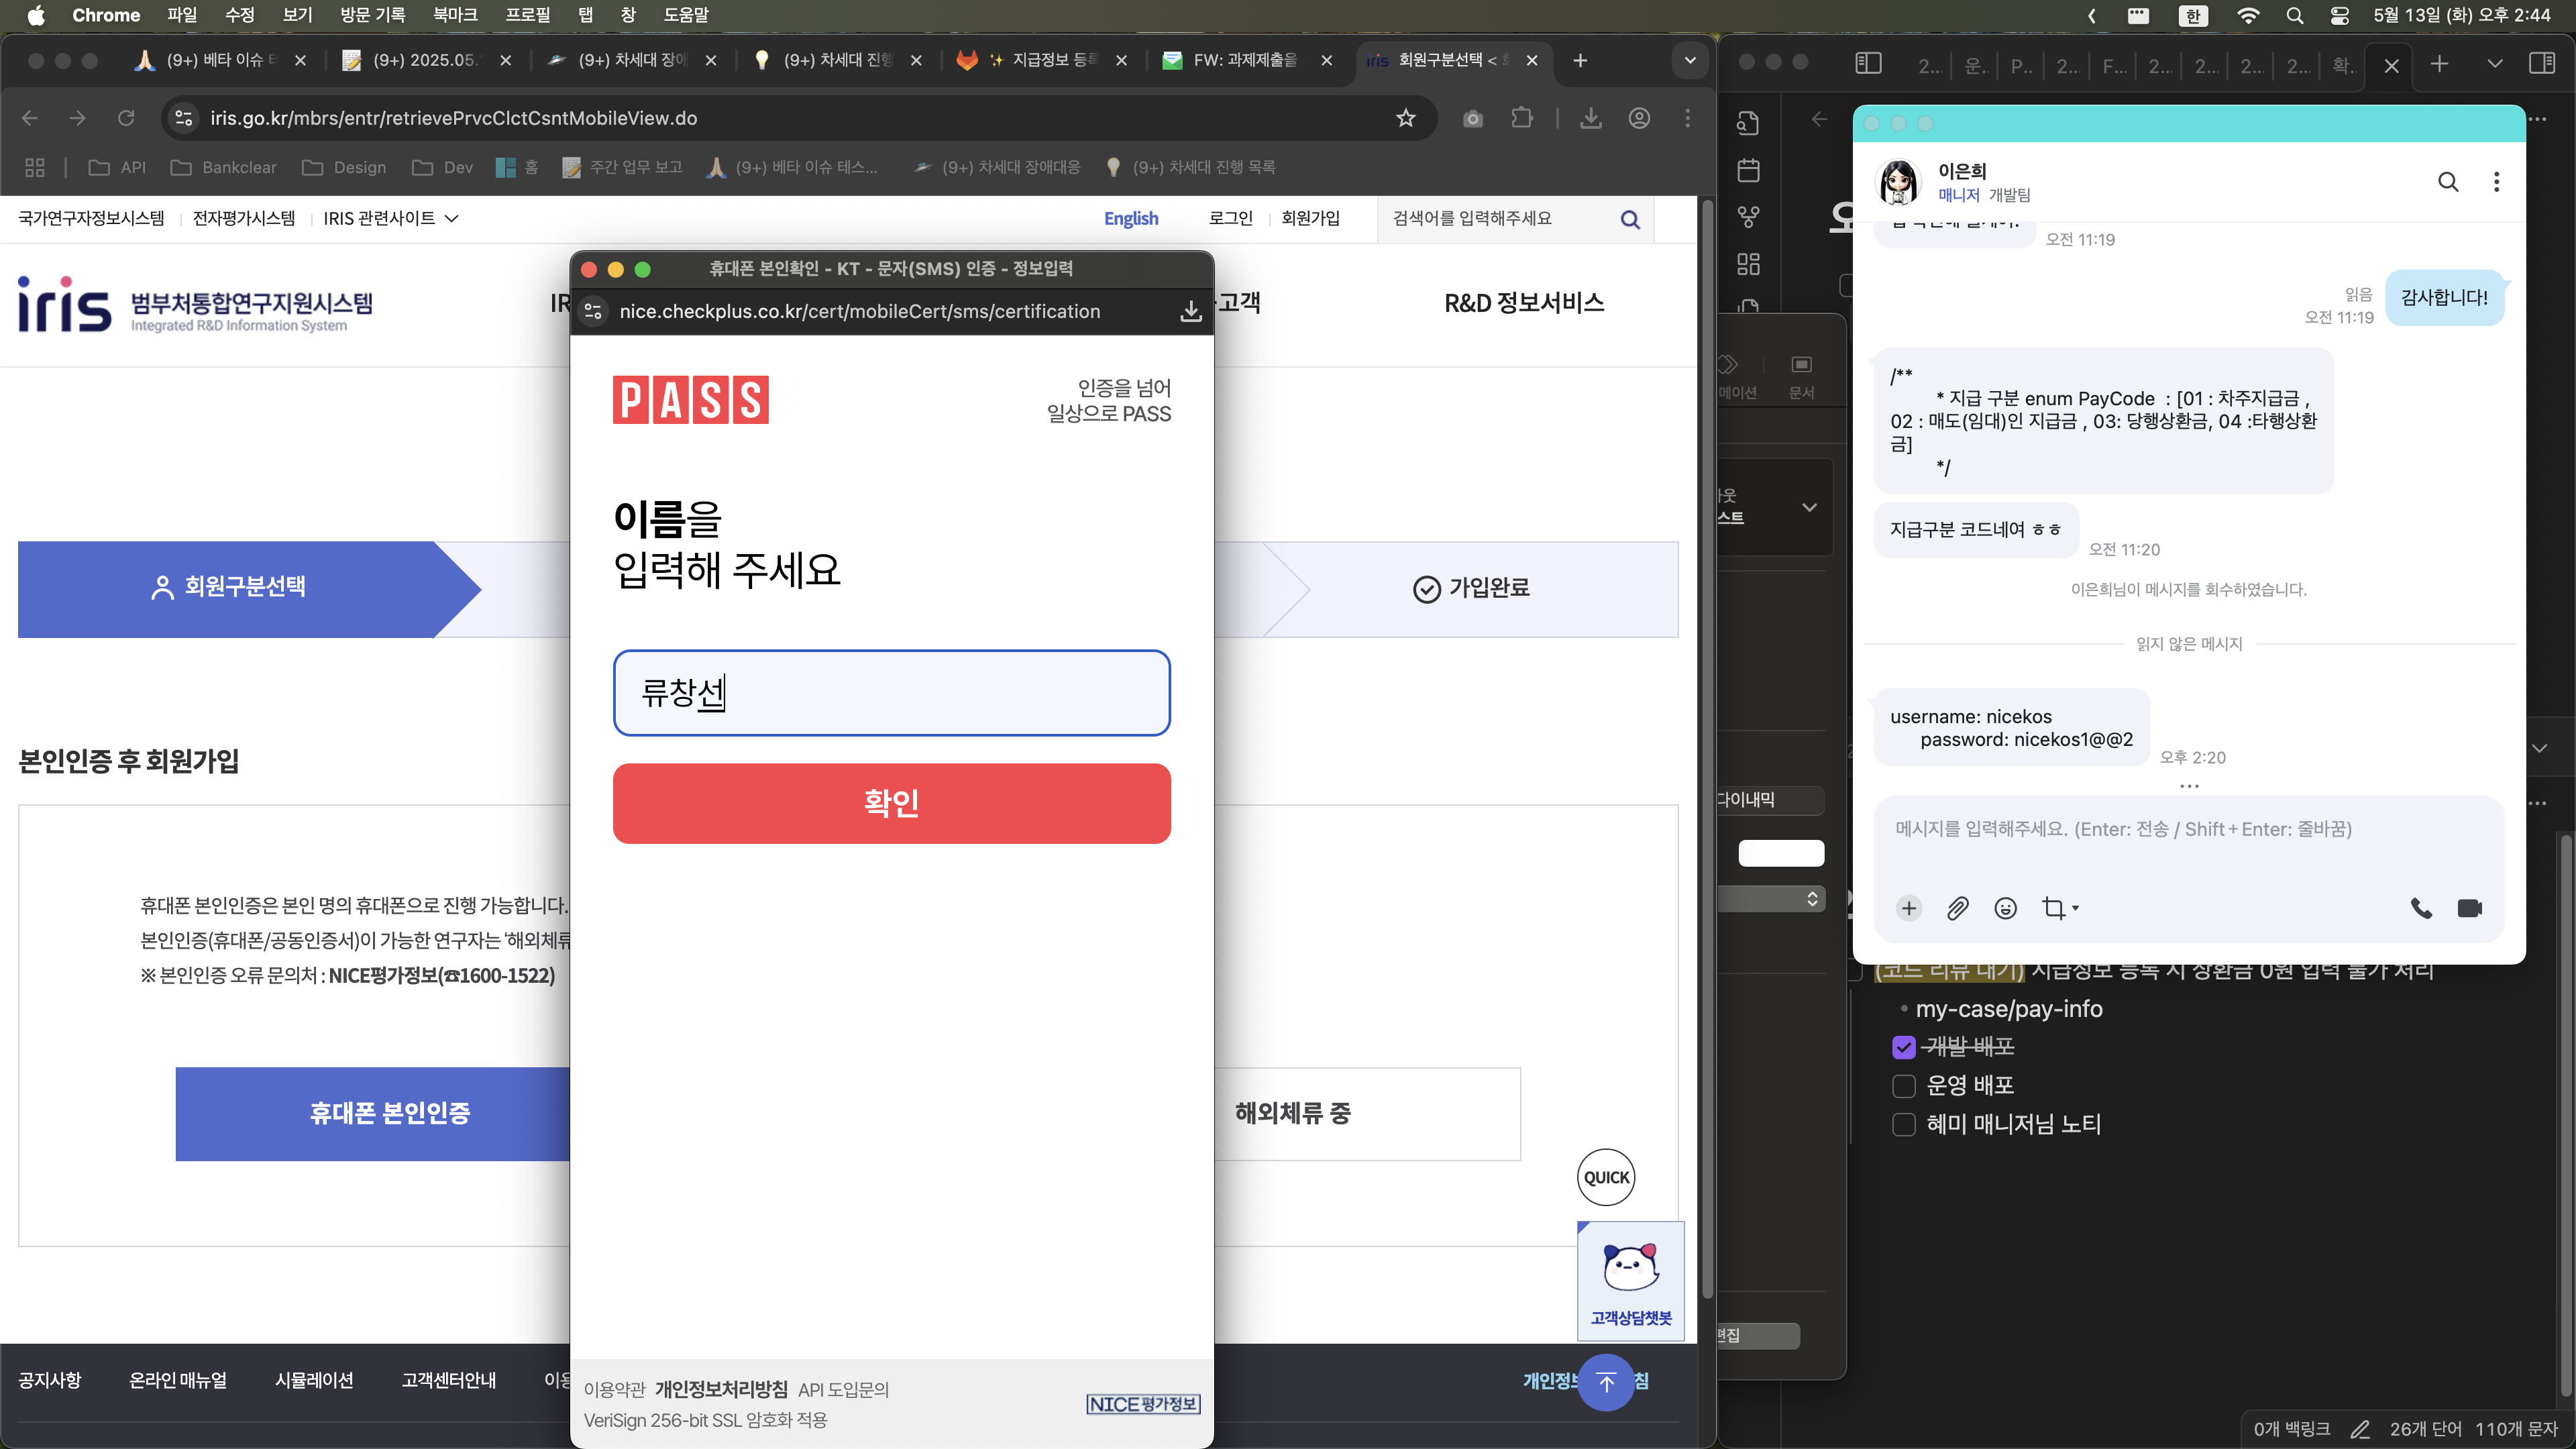 Chrome 파일 수정 보기 방문 기록 북마크 프로필 탭 창 도움말
한 5월 13일 (화) 오후 2:44
(9+) 베타 이슈 (9+) 2025.05. (9+) 차세대 장애 (9+) 차세대 진행 지급정보 등록 FW: 과제제출을 iris 회원구분선택 <
iris.go.kr/mbrs/entr/retrievePrvcClctCsntMobileView.do
API Bankclear Design Dev 홈 주간 업무 보고 (9+) 베타 이슈 테스... (9+) 차세대 장애대응 (9+) 차세대 진행 목록
국가연구자정보시스템 전자평가시스템 IRIS 관련사이트 English 로그인 회원가입 검색어를 입력해주세요
iris 범부처통합연구지원시스템
Integrated R&D Information System
고객 R&D 정보서비스
회원구분선택
가입완료
본인인증 후 회원가입
휴대폰 본인인증은 본인 명의 휴대폰으로 진행 가능합니다.
본인인증(휴대폰/공동인증서)이 가능한 연구자는 '해외체류
※ 본인인증 오류 문의처 : NICE평가정보(☎1600-1522)
휴대폰 본인인증
해외체류 중
QUICK
고객상담챗봇
공지사항 온라인 매뉴얼 시뮬레이션 고객센터안내
휴대폰 본인확인 - KT - 문자(SMS) 인증 - 정보입력
nice.checkplus.co.kr/cert/mobileCert/sms/certification
PASS
인증을 넘어
일상으로 PASS
이름을
입력해 주세요
류창선
확인
이용약관 개인정보처리방침 API 도입문의
VeriSign 256-bit SSL 암호화 적용
NICE평가정보
2... 운.. P... 2... F... 2... 2... 2... 2... 확..
문서
다이내믹
편집
이은희
매니저 개발팀
오전 11:19
감사합니다!
읽음
오전 11:19
/**
* 지급 구분 enum PayCode : [01 : 차주지급금 ,
02 : 매도(임대)인 지급금 , 03: 당행상환금, 04 :타행상환
금]
*/
지급구분 코드네여 ㅎㅎ
오전 11:20
이은희님이 메시지를 회수하였습니다.
읽지 않은 메시지
username: nicekos
password: nicekos1@@2
오후 2:20
메시지를 입력해주세요. (Enter: 전송 / Shift + Enter: 줄바꿈)
(코드 리뷰 대기) 지급정보 등록 시 상환금 0원 입력 불가 처리
my-case/pay-info
개발 배포
운영 배포
혜미 매니저님 노티
0개 백링크 26개 단어 110개 문자